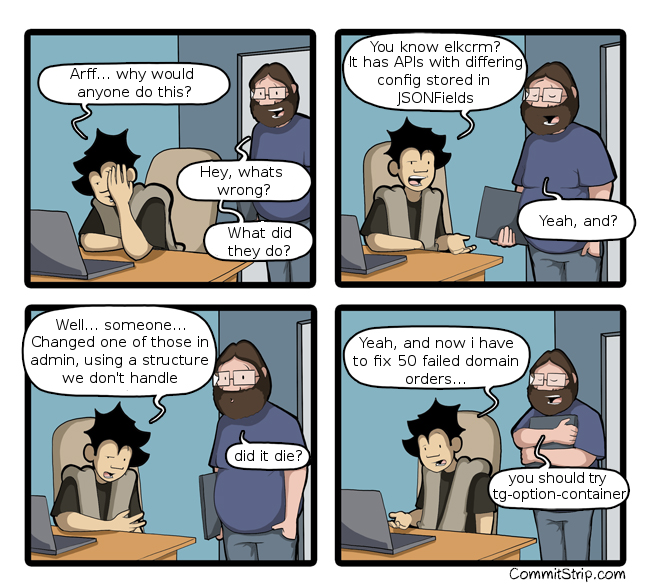 Arff... why would
anyone do this?
Hey, whats
wrong?
What did
they do?
You know elkcrm?
It has APIs with differing
config stored in
JSONFields
Yeah, and?
Well... someone...
Changed one of those in
admin, using a structure
we don't handle
did it die?
Yeah, and now i have
to fix 50 failed domain
orders...
you should try
tg-option-container
CommitStrip.com